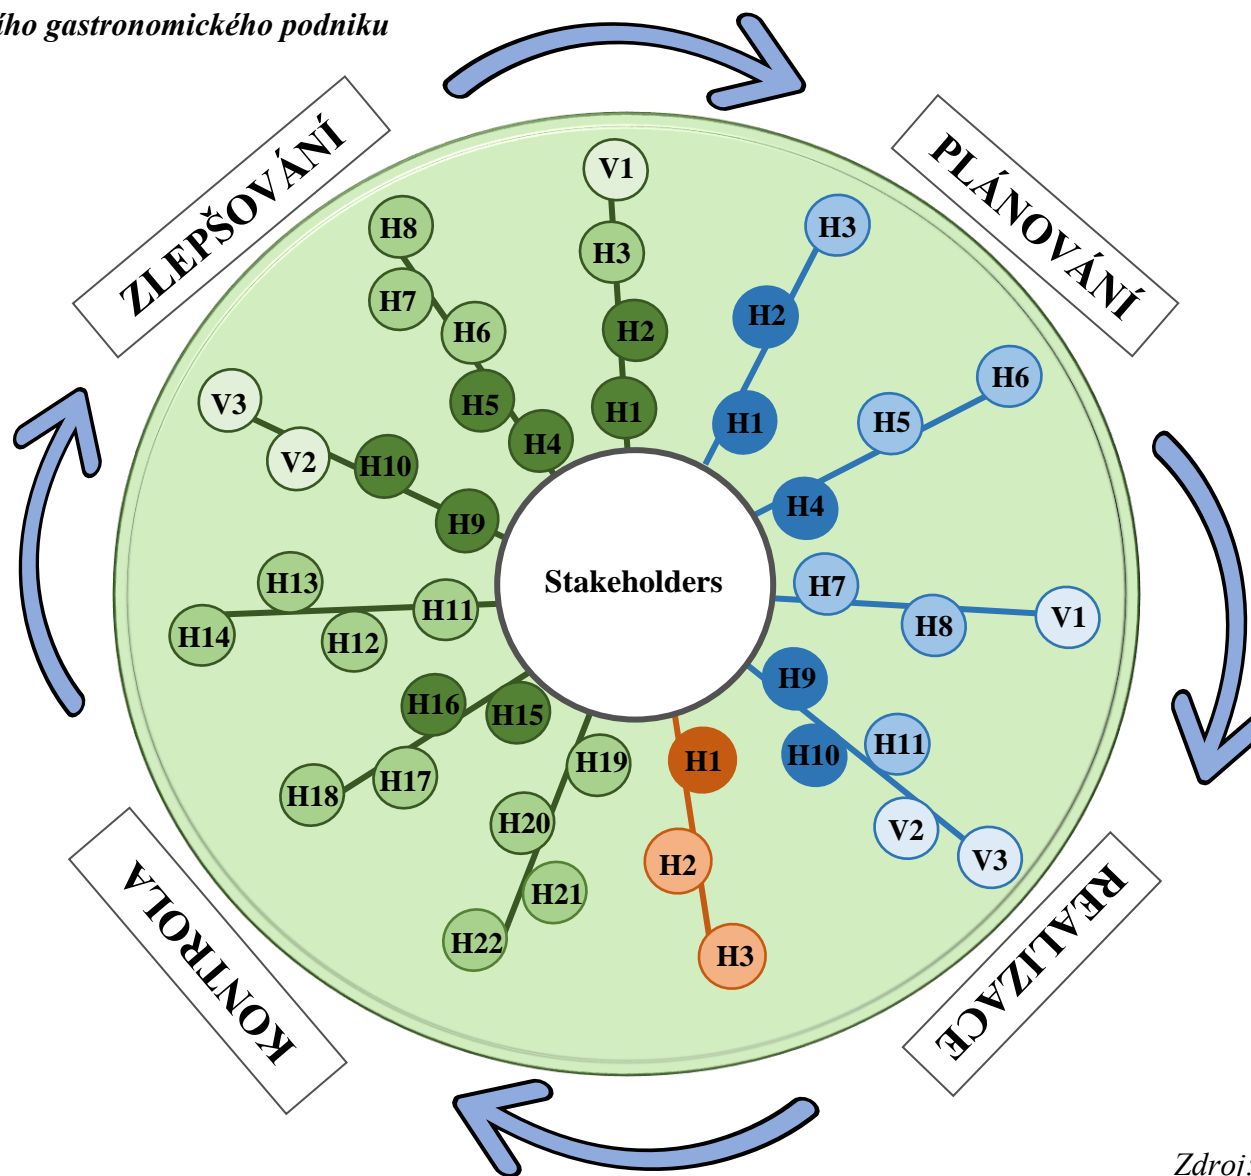 ího gastronomického podniku
ZLEPŠOVÁNÍ
PLÁNOVÁNÍ
REALIZACE
KONTROLA
Stakeholders
V1
H3
H2
H1
H3
H2
H1
H6
H5
H4
H7
H8
V1
H9
H10
H11
V2
V3
H1
H2
H3
H19
H20
H21
H22
H15
H16
H17
H18
H11
H12
H13
H14
H9
H10
V2
V3
H4
H5
H6
H7
H8
Zdroj: